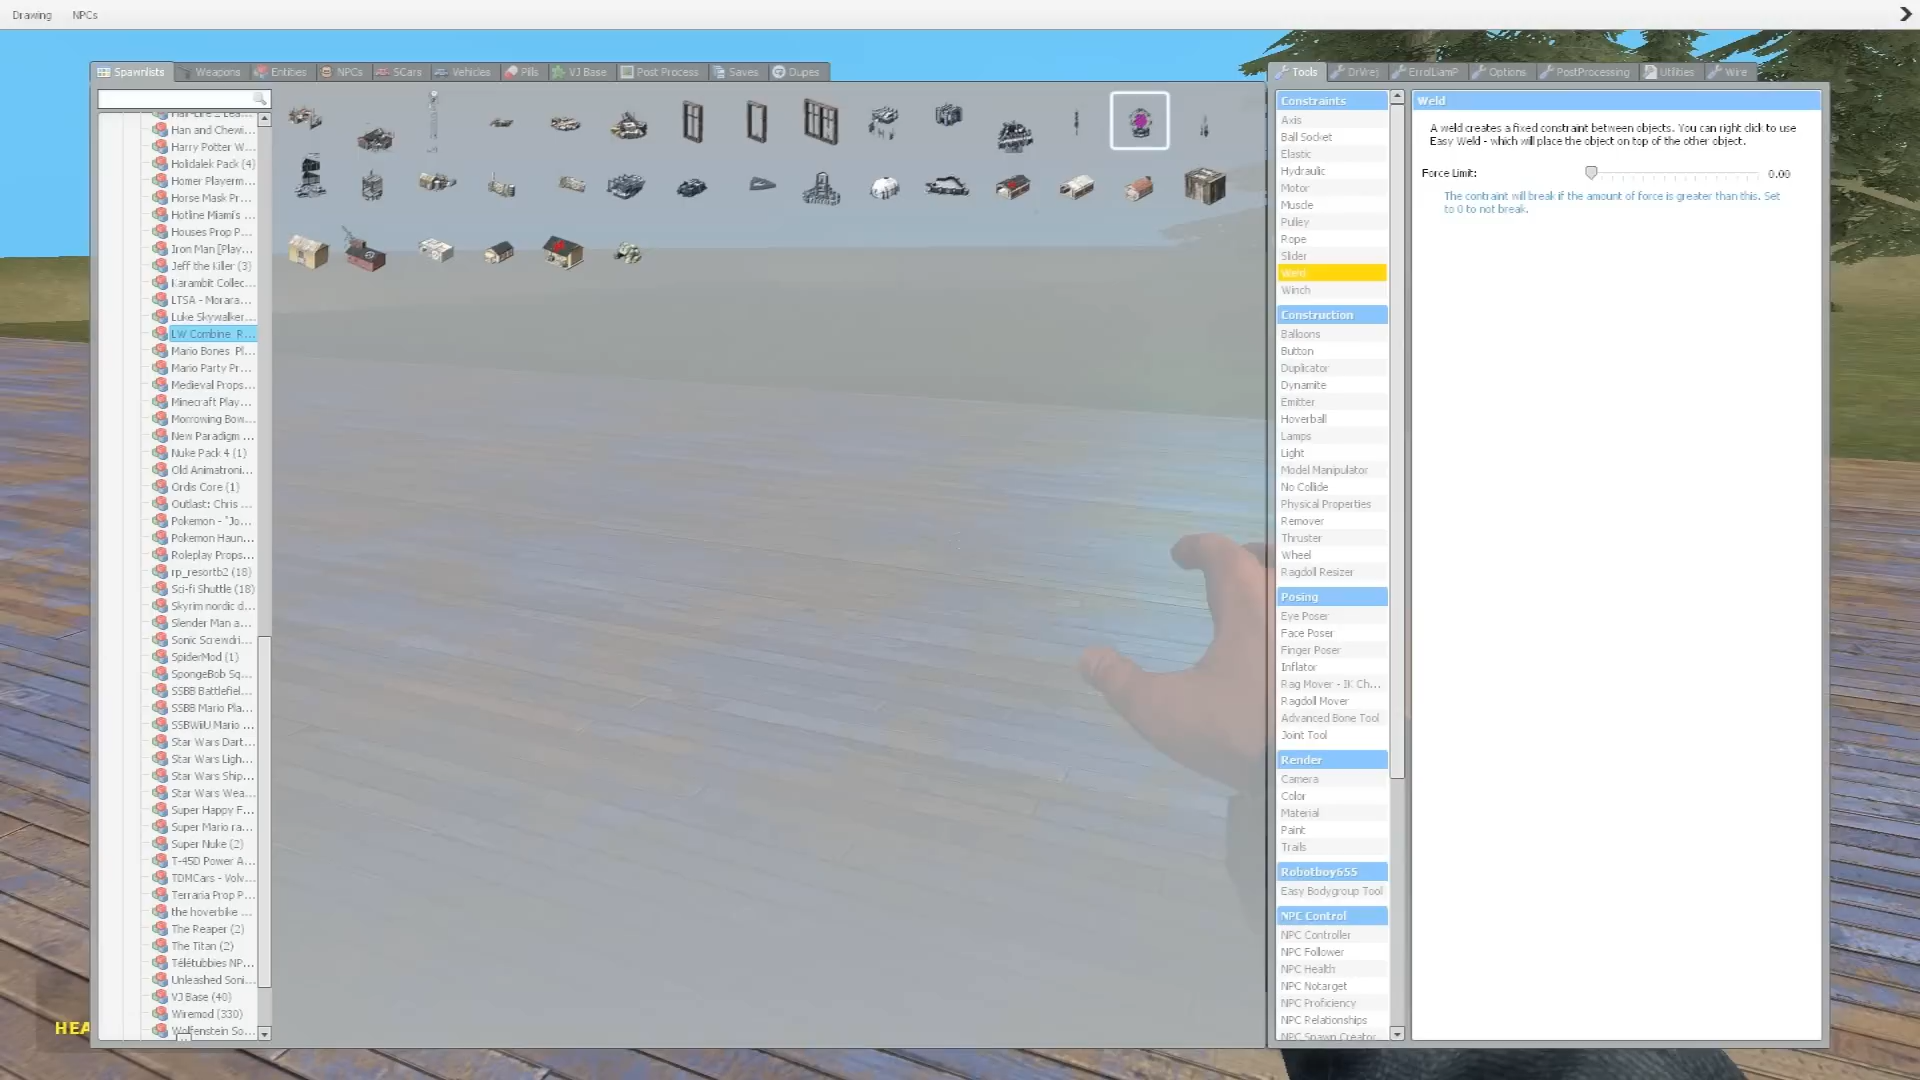 Drawing NPCs
Spawnlists Weapons Entities NPCs SCars Vehicles Pills VJ Base Post Process Saves Dupes
Han and Chewi...
Harry Potter W...
Holidalek Pack (4)
Homer Playerm...
Horse Mask Pr...
Hotline Miami's ...
Houses Prop P...
Iron Man [Play...
Jeff the Killer (3)
Karambit Collec...
LTSA - Morara...
Luke Skywalker...
LW Combine R...
Mario Bones Pl...
Mario Party Pr...
Medieval Props...
Minecraft Play...
Morrowing Bow...
New Paradigm ...
Nuke Pack 4 (1)
Old Animatroni...
Ordis Core (1)
Outlast: Chris ...
Pokemon - "Jo...
Pokemon Haun...
Roleplay Props...
rp_resortb2 (18)
Sci-fi Shuttle (18)
Skyrim nordic d...
Slender Man a...
Sonic Screwdri...
SpiderMod (1)
SpongeBob Sq...
SSBB Battlefiel...
SSBB Mario Pla...
SSBWiiU Mario ...
Star Wars Dart...
Star Wars Ligh...
Star Wars Ship...
Star Wars Wea...
Super Happy F...
Super Mario ra...
Super Nuke (2)
T-45D Power A...
TDMCars - Volv...
Terraria Prop P...
the hoverbike ...
The Reaper (2)
The Titan (2)
Télétubbies NP...
Unleashed Soni...
VJ Base (40)
Wiremod (330)
Wolfenstein So...
HEA
Tools DrVrej ErrolLiamP Options PostProcessing Utilities Wire
Constraints
Axis
Ball Socket
Elastic
Hydraulic
Motor
Muscle
Pulley
Rope
Slider
Weld
Winch
Construction
Balloons
Button
Duplicator
Dynamite
Emitter
Hoverball
Lamps
Light
Model Manipulator
No Collide
Physical Properties
Remover
Thruster
Wheel
Ragdoll Resizer
Posing
Eye Poser
Face Poser
Finger Poser
Inflator
Rag Mover - IK Ch...
Ragdoll Mover
Advanced Bone Tool
Joint Tool
Render
Camera
Color
Material
Paint
Trails
Robotboy655
Easy Bodygroup Tool
NPC Control
NPC Controller
NPC Follower
NPC Health
NPC Notarget
NPC Proficiency
NPC Relationships
NPC Spawn Creator...
Weld
A weld creates a fixed constraint between objects. You can right click to use
Easy Weld - which will place the object on top of the other object.
Force Limit: 0.00
The contraint will break if the amount of force is greater than this. Set
to 0 to not break.